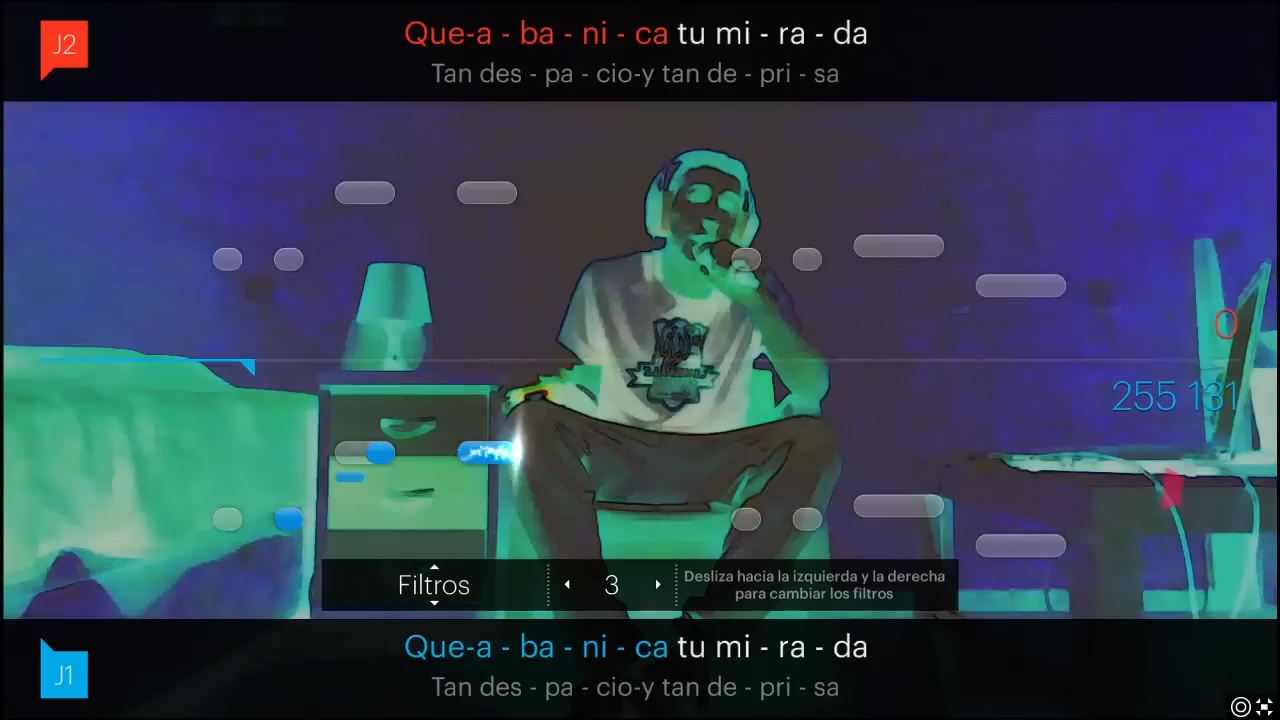 J2
Que-a - ba - ni - ca tu mi - ra - da
Tan des - pa - cio-y tan de - pri - sa
0
255 131
Filtros
3
Desliza hacia la izquierda y la derecha
para cambiar los filtros
J1
Que-a - ba - ni - ca tu mi - ra - da
Tan des - pa - cio-y tan de - pri - sa